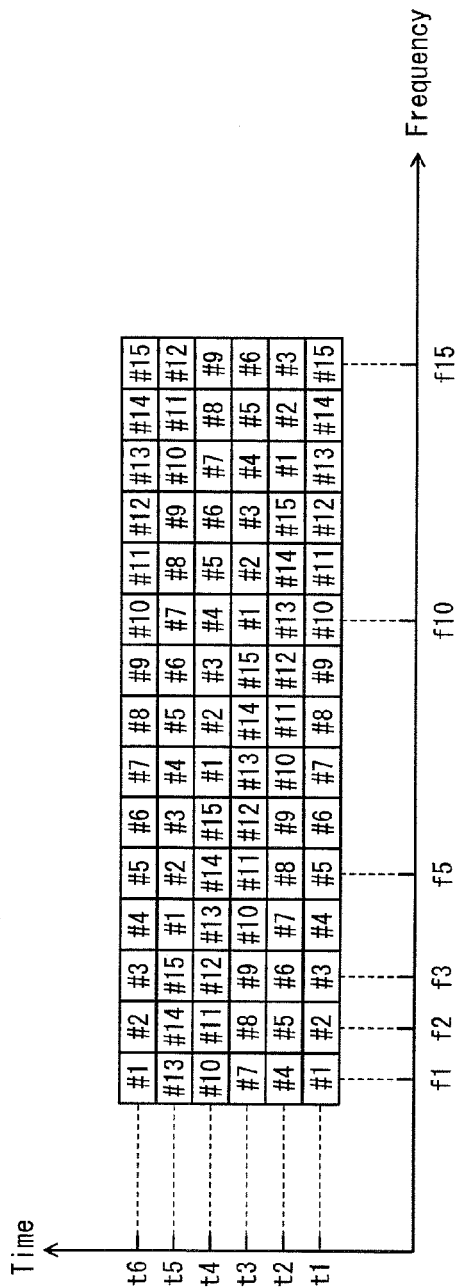 Time
t6 #1 #2 #3 #4 #5 #6 #7 #8 #9 #10 #11 #12 #13 #14 #15
t5 #13 #14 #15 #1 #2 #3 #4 #5 #6 #7 #8 #9 #10 #11 #12
t4 #10 #11 #12 #13 #14 #15 #1 #2 #3 #4 #5 #6 #7 #8 #9
t3 #7 #8 #9 #10 #11 #12 #13 #14 #15 #1 #2 #3 #4 #5 #6
t2 #4 #5 #6 #7 #8 #9 #10 #11 #12 #13 #14 #15 #1 #2 #3
t1 #1 #2 #3 #4 #5 #6 #7 #8 #9 #10 #11 #12 #13 #14 #15
Frequency
f1 f2 f3 f5 f10 f15